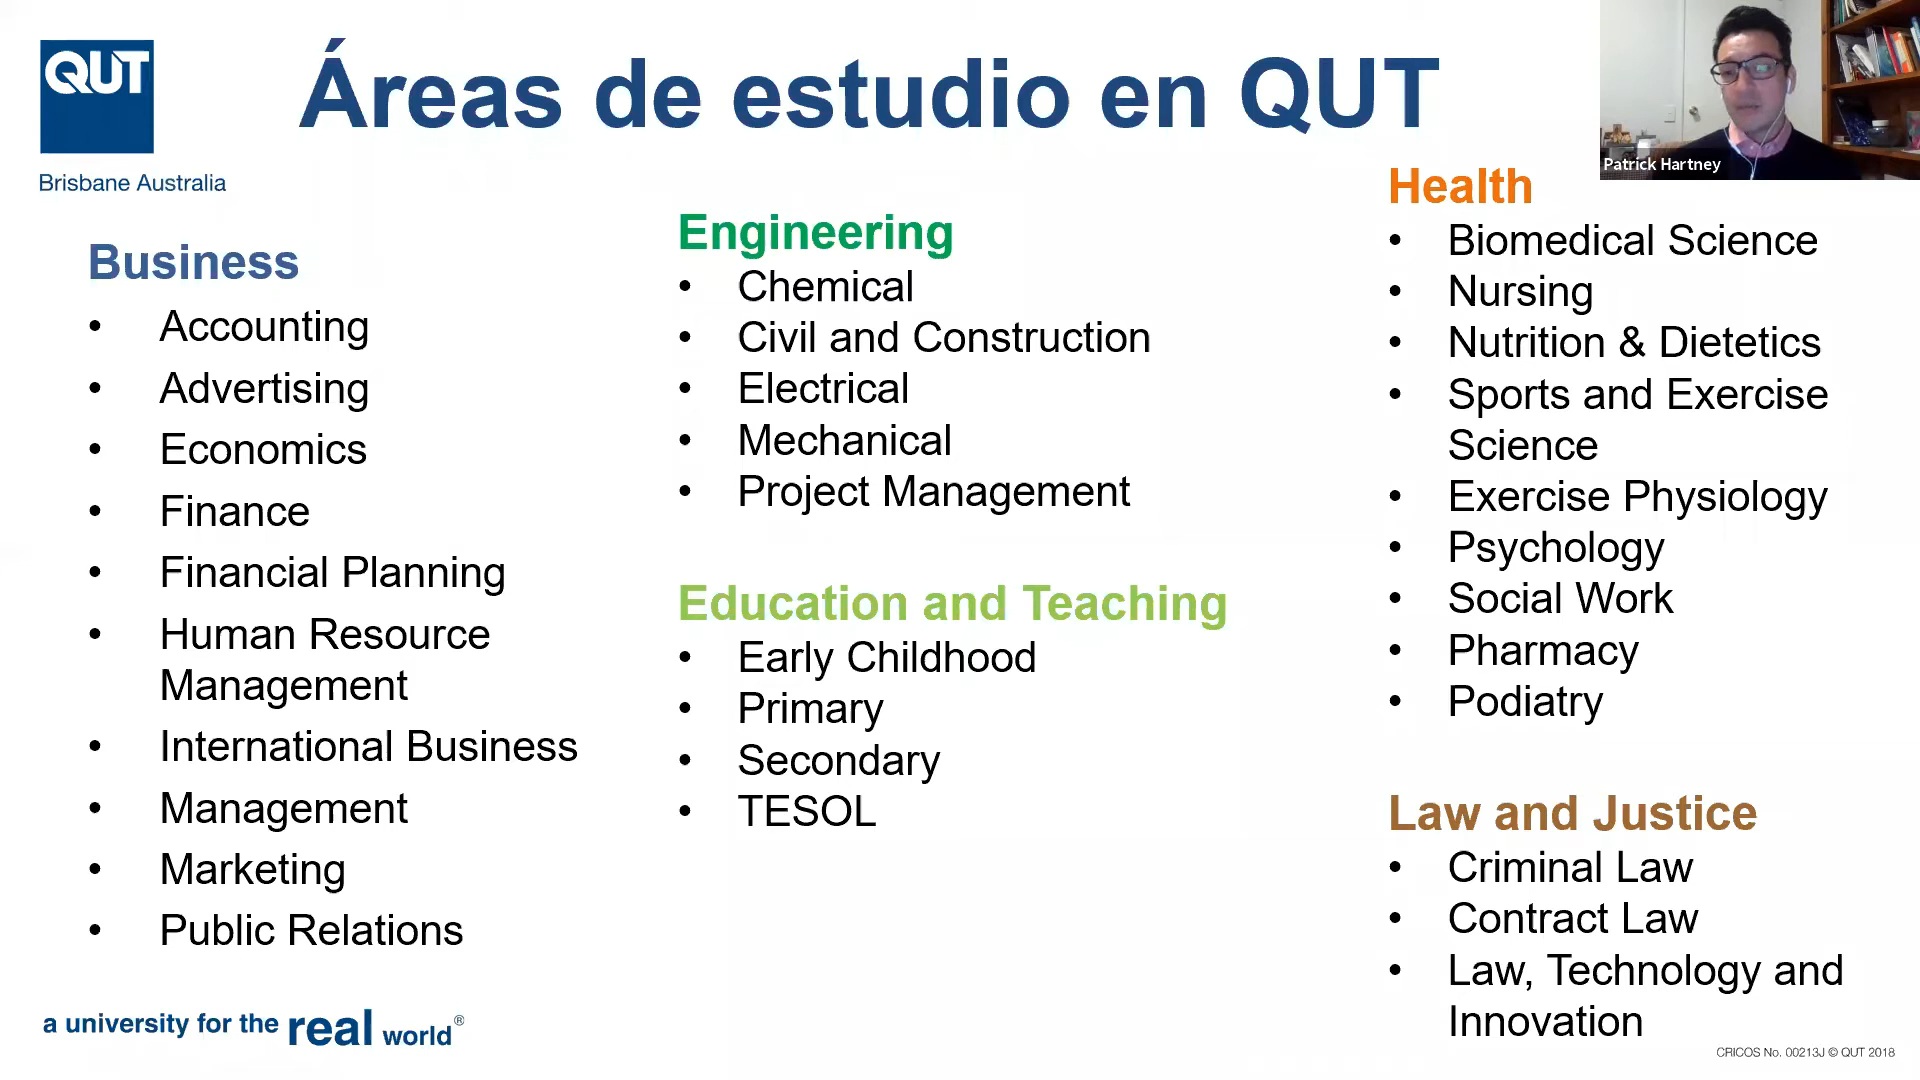 QUT
Brisbane Australia
Áreas de estudio en QUT
Patrick Hartney
Business
• Accounting
• Advertising
• Economics
• Finance
• Financial Planning
• Human Resource
Management
• International Business
• Management
• Marketing
• Public Relations
Engineering
• Chemical
• Civil and Construction
• Electrical
• Mechanical
• Project Management
Education and Teaching
• Early Childhood
• Primary
• Secondary
• TESOL
Health
• Biomedical Science
• Nursing
• Nutrition & Dietetics
• Sports and Exercise
Science
• Exercise Physiology
• Psychology
• Social Work
• Pharmacy
• Podiatry
Law and Justice
• Criminal Law
• Contract Law
• Law, Technology and
Innovation
a university for the real world®
CRICOS No. 00213J © QUT 2018